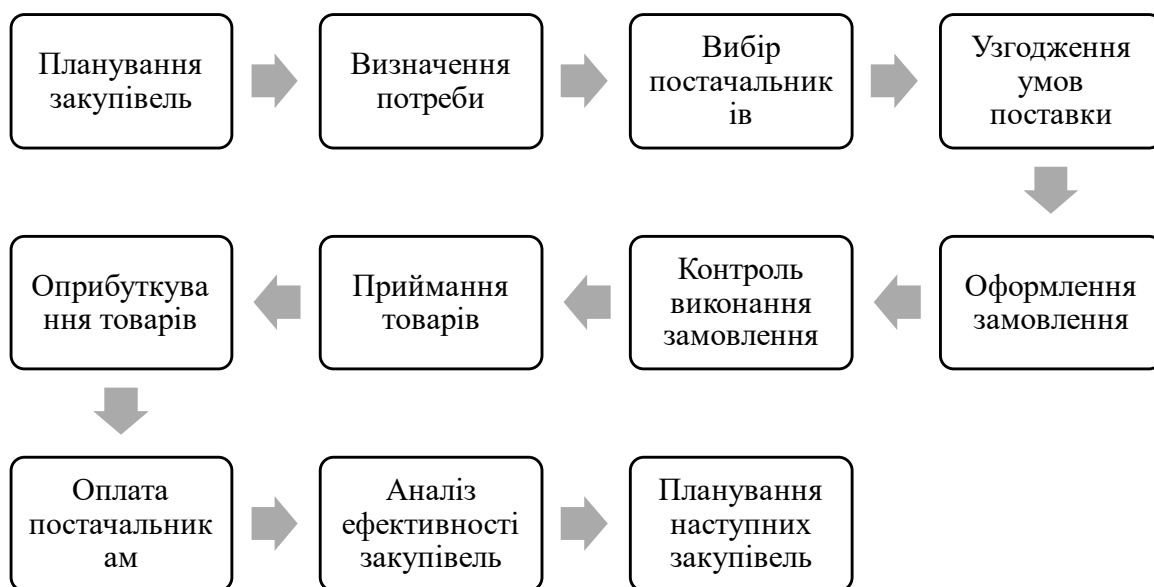 Планування
закупівель
Визначення
потреби
Вибір
постачальник
ів
Узгодження
умов
поставки
Оформлення
замовлення
Контроль
виконання
замовлення
Приймання
товарів
Оприбуткува
ння товарів
Оплата
постачальник
ам
Аналіз
ефективності
закупівель
Планування
наступних
закупівель